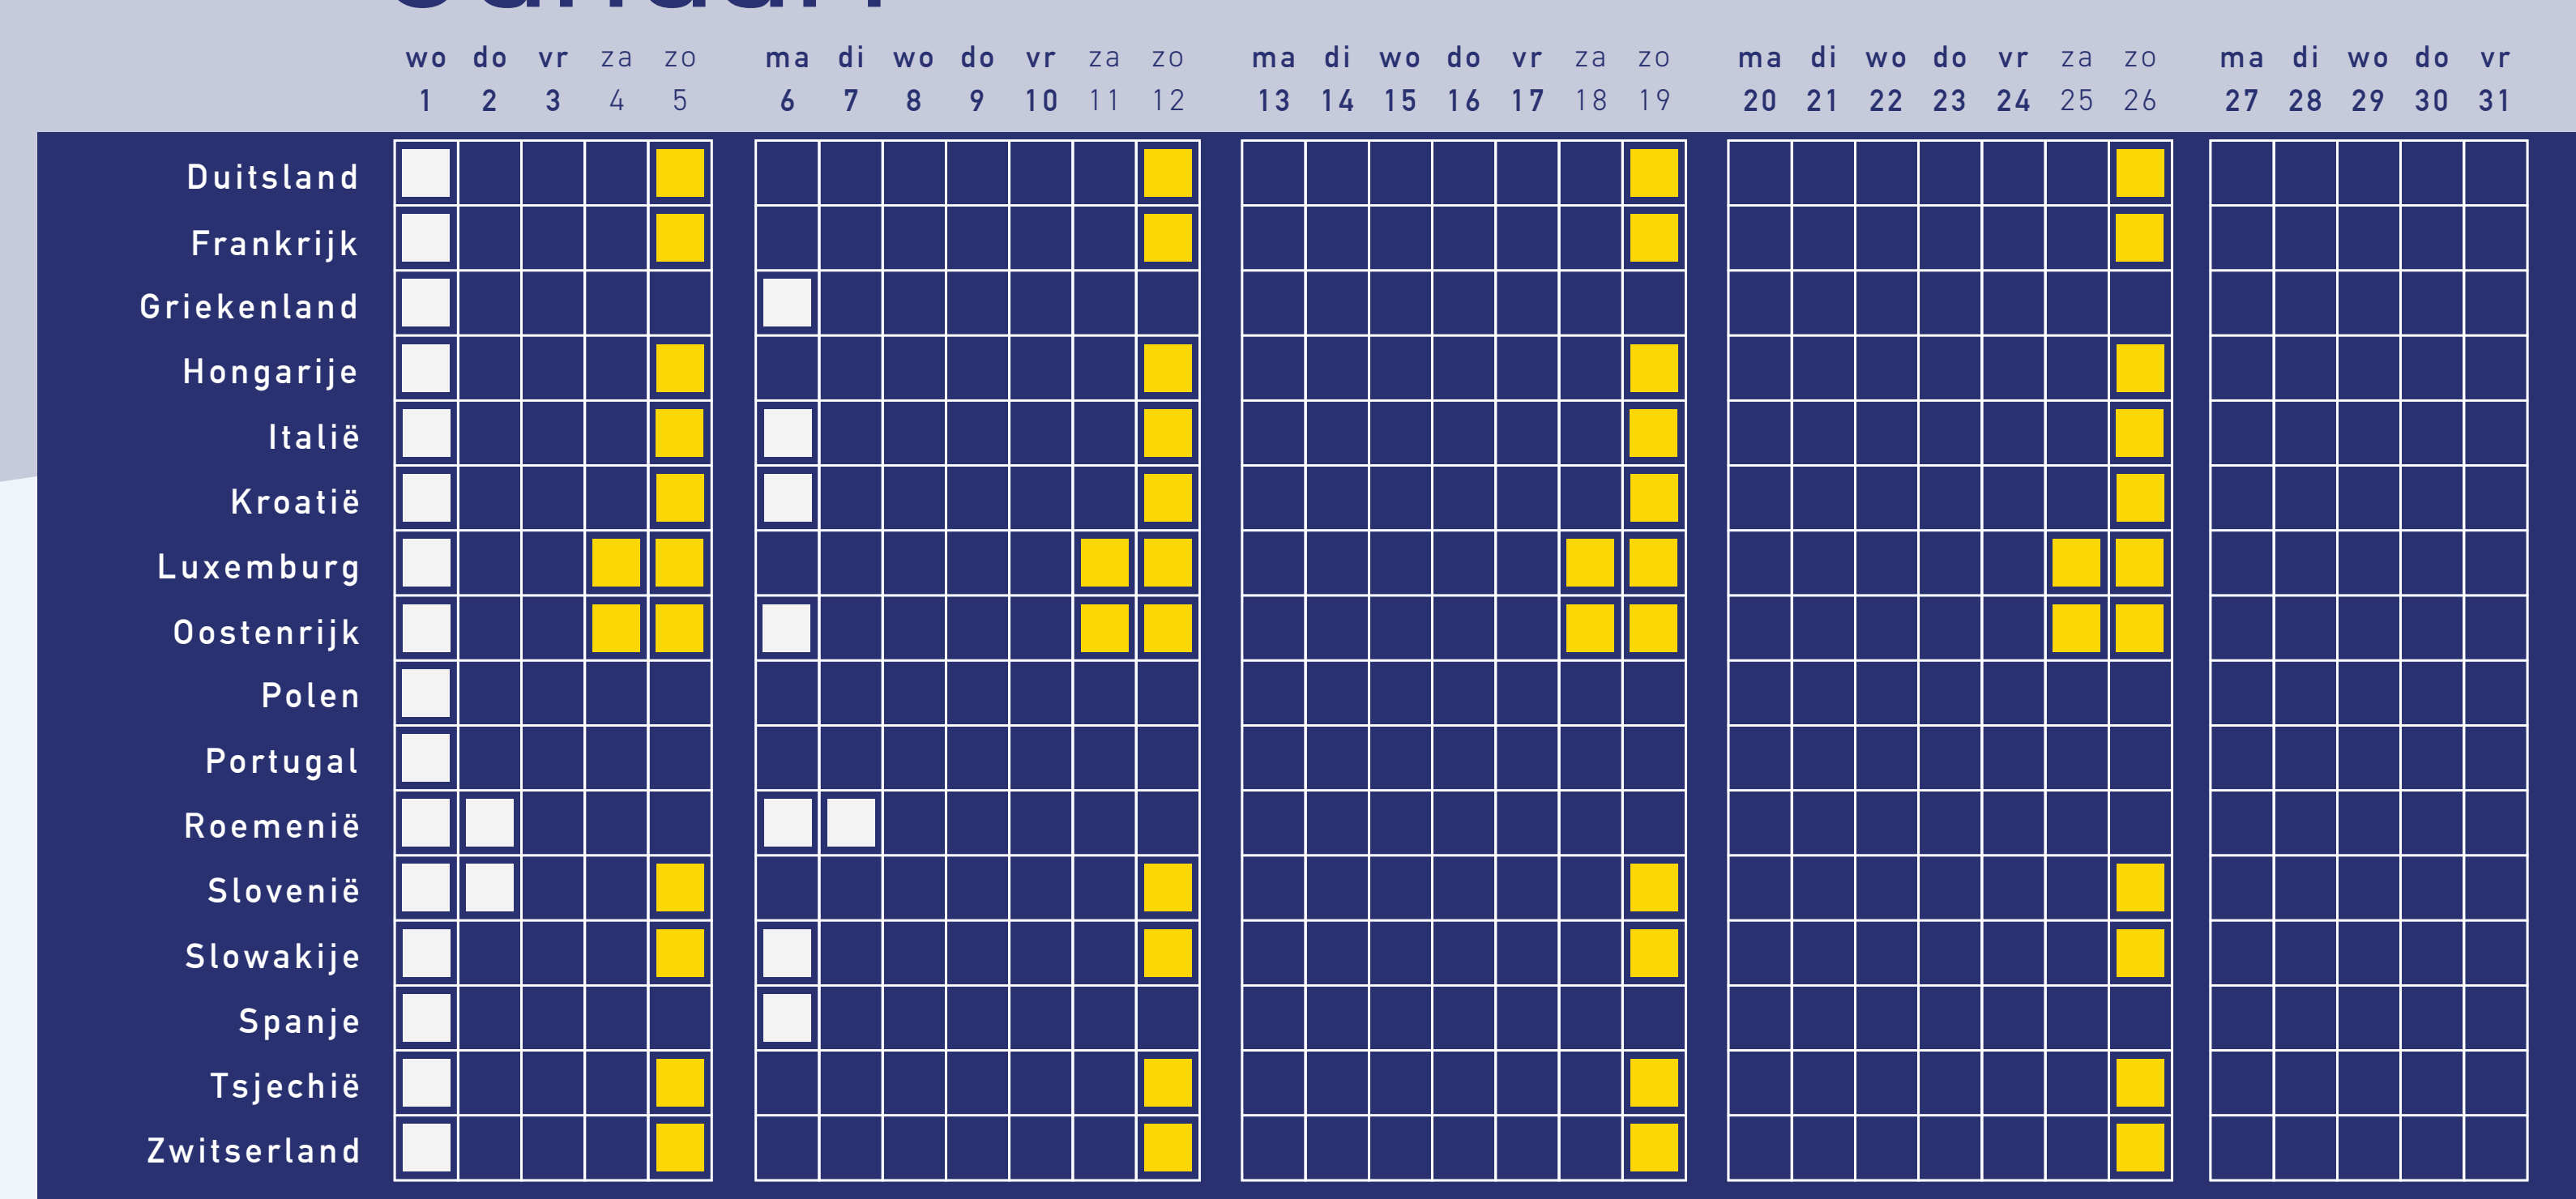 wo do vr za zo ma di wo do vr za zo ma di wo do vr za zo ma di wo do vr za zo ma di wo do vr
1 2 3 4 5 6 7 8 9 10 11 12 13 14 15 16 17 18 19 20 21 22 23 24 25 26 27 28 29 30 31
Duitsland
Frankrijk
Griekenland
Hongarije
Italië
Kroatië
Luxemburg
Oostenrijk
Polen
Portugal
Roemenië
Slovenië
Slowakije
Spanje
Tsjechië
Zwitserland